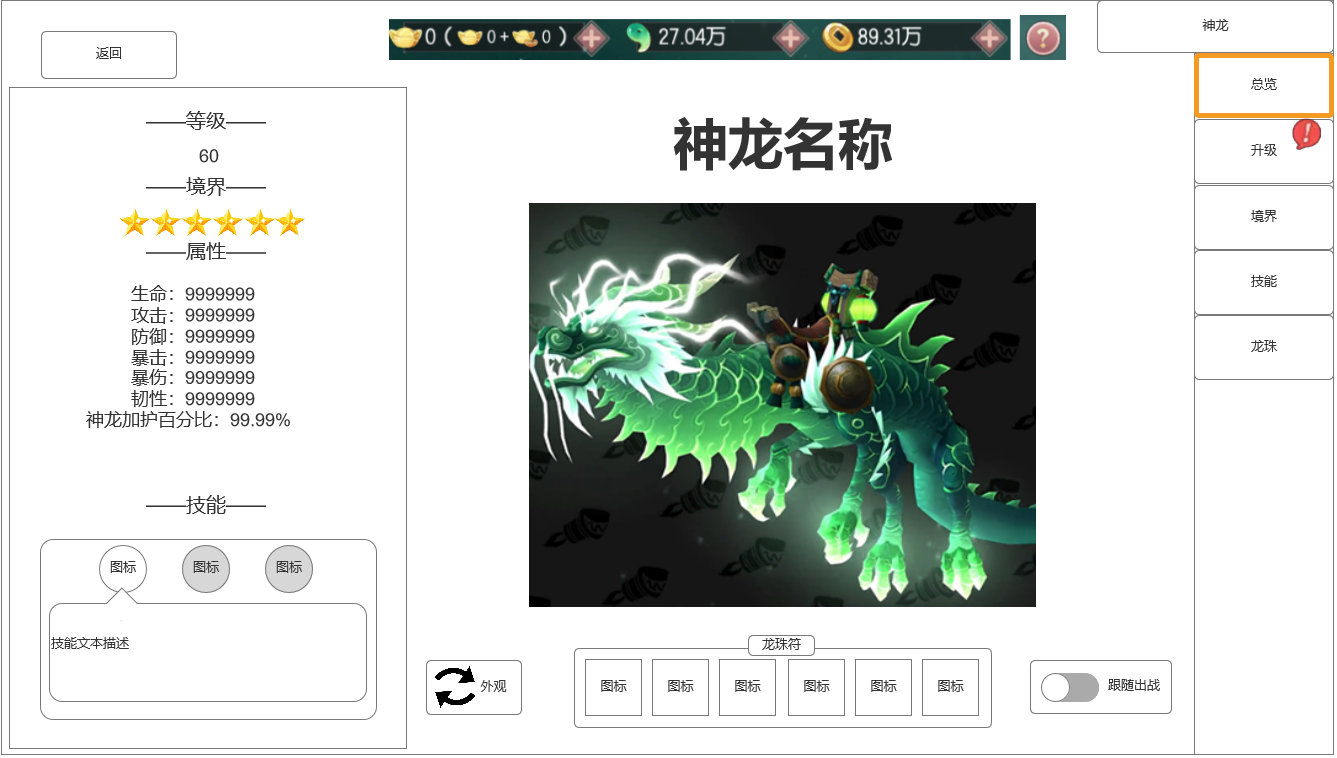 返回
0 ( 0 + 0 )
27.04万
89.31万
?
神龙
——等级——
60
——境界——
——属性——
生命：9999999
攻击：9999999
防御：9999999
暴击：9999999
暴伤：9999999
韧性：9999999
神龙加护百分比：99.99%
——技能——
图标
图标
图标
技能文本描述
神龙名称
外观
龙珠符
图标
图标
图标
图标
图标
图标
跟随出战
总览
升级
!
境界
技能
龙珠